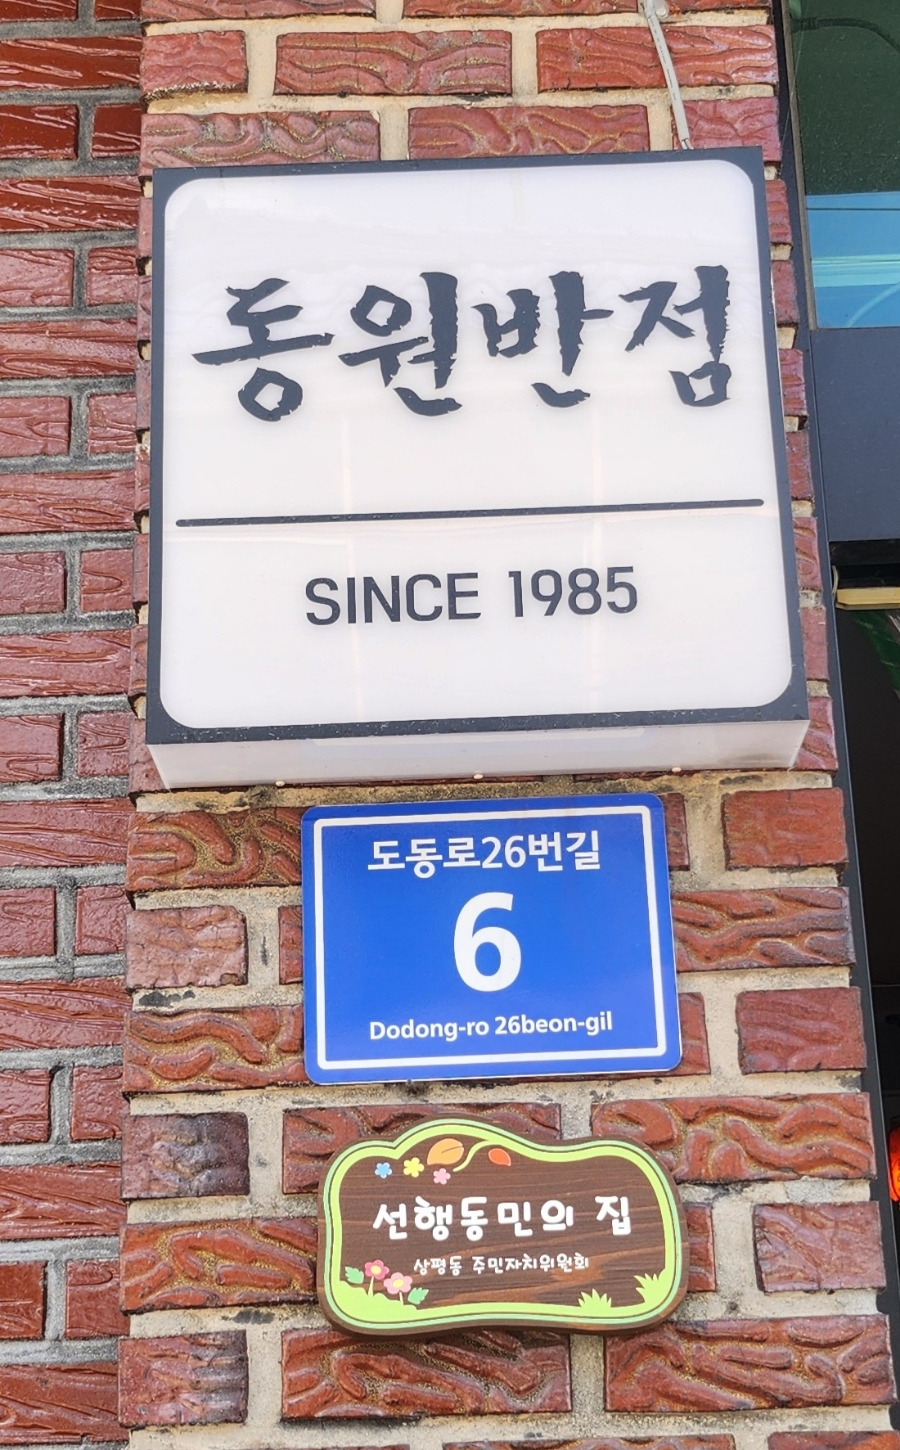 동원반점
SINCE 1985
도동로26번길
6
Dodong-ro 26beon-gil
선행동민의 집
상평동 주민자치위원회